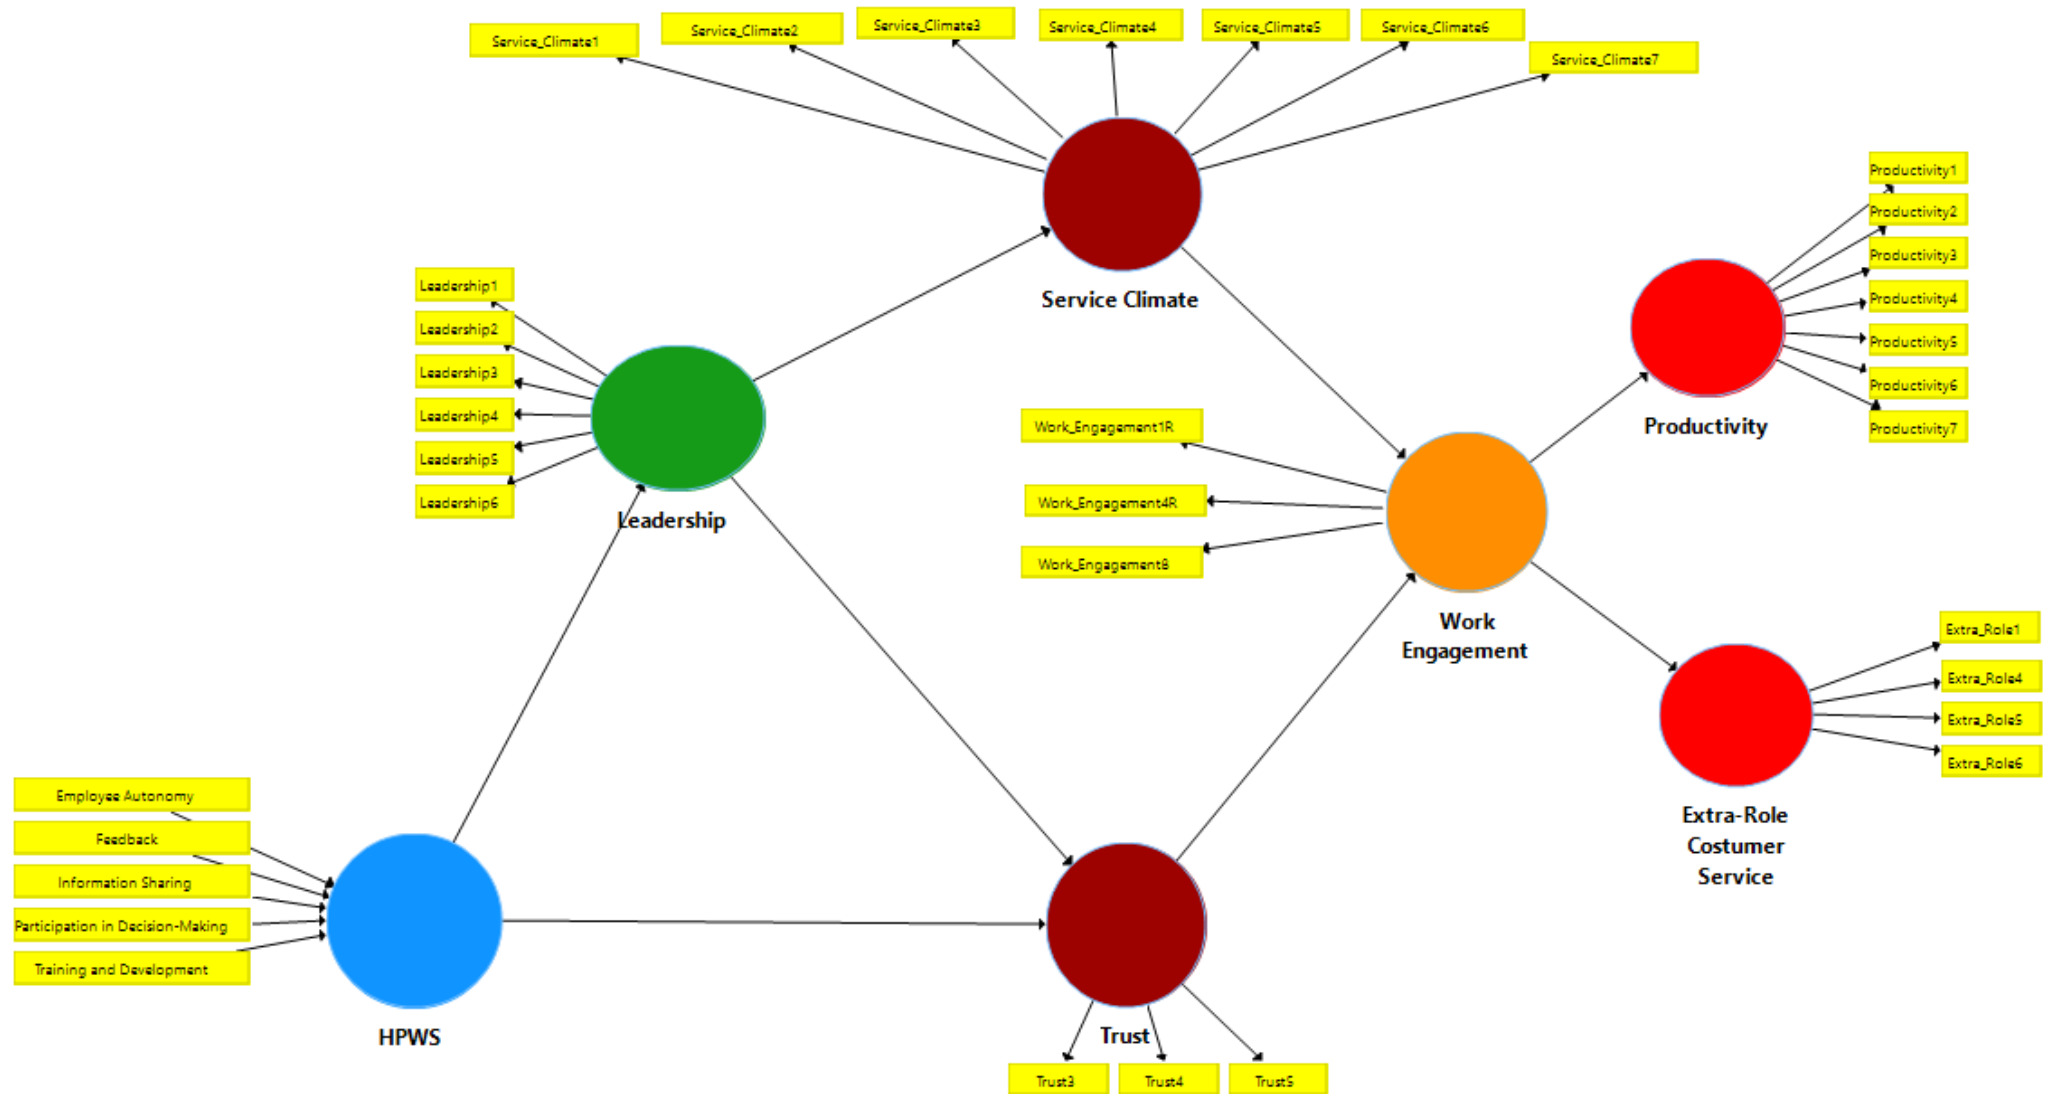 Service_Climate1
Service_Climate2
Service_Climate3
Service_Climate4
Service_Climate5
Service_Climate6
Service_Climate7
Service Climate
Productivity1
Productivity2
Productivity3
Productivity4
Productivity5
Productivity6
Productivity7
Productivity
Leadership1
Leadership2
Leadership3
Leadership4
Leadership5
Leadership6
Leadership
Work_Engagement1R
Work_Engagement4R
Work_Engagement8
Work
Engagement
Extra_Role1
Extra_Role4
Extra_Role5
Extra_Role6
Extra-Role
Costumer
Service
Employee Autonomy
Feedback
Information Sharing
Participation in Decision-Making
Training and Development
HPWS
Trust
Trust3
Trust4
Trust5